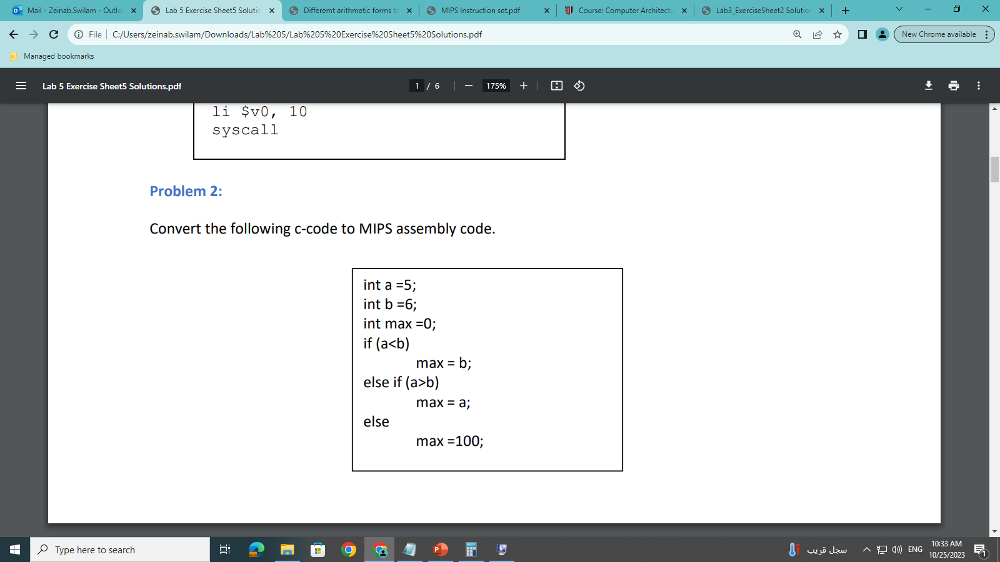 Mail - Zeinab.Swilam - Outlo
Lab 5 Exercise Sheet5 Solutio
Differemt arithmetic forms ta
MIPS Instruction set.pdf
Course: Computer Architectu
Lab3_ExerciseSheet2 Solution
File
C:/Users/zeinab.swilam/Downloads/Lab%205/Lab%205%20Exercise%20Sheet5%20Solutions.pdf
New Chrome available
Managed bookmarks
Lab 5 Exercise Sheet5 Solutions.pdf
1 / 6
175%
li $v0, 10
syscall
Problem 2:
Convert the following c-code to MIPS assembly code.
int a =5;
int b =6;
int max =0;
if (a<b)
max = b;
else if (a>b)
max = a;
else
max =100;
Type here to search
سجل قريب
ENG
10:33 AM
10/25/2023
1